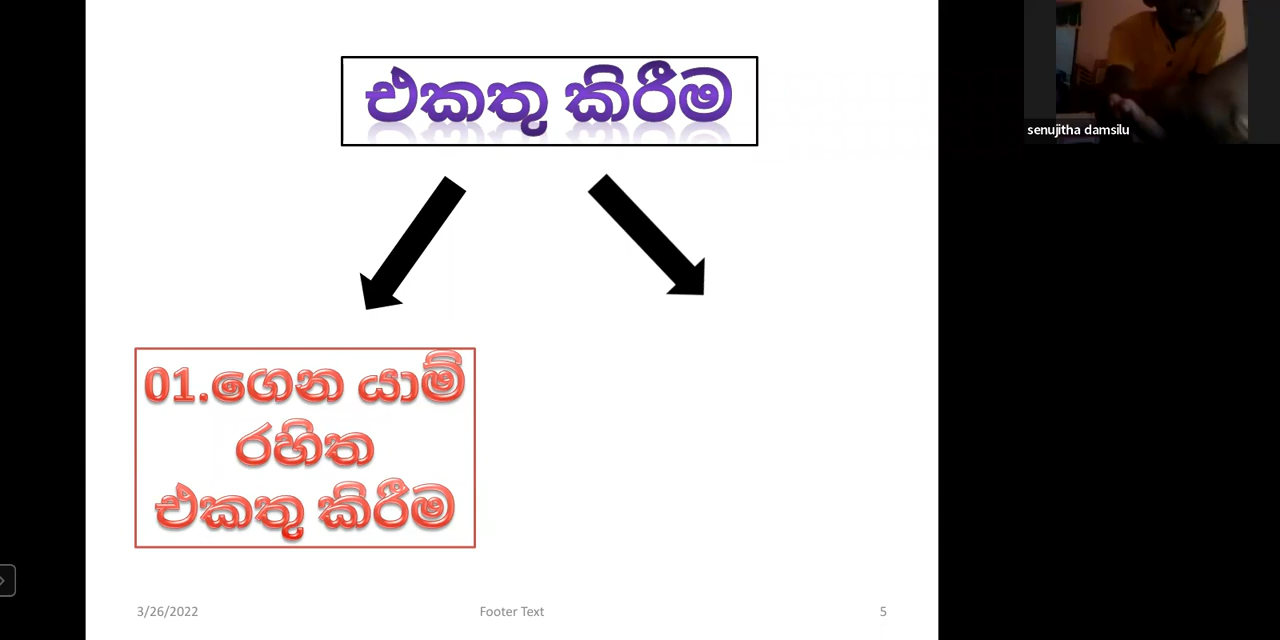 එකතු කිරීම
senujitha damsilu
01.ගෙන යාම්
රහිත
එකතු කිරීම
3/26/2022
Footer Text
5